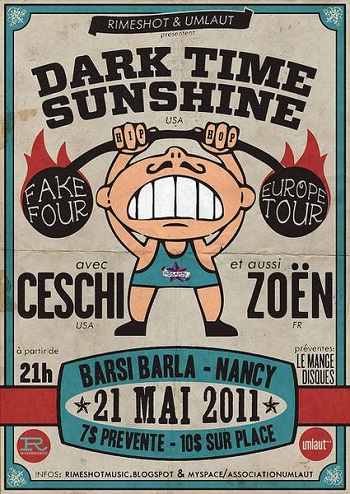 RIMESHOT & UMLAUT
présentent
DARK TIME
SUNSHINE
USA
HIP HOP
FAKE
FOUR
EUROPE
TOUR
avec
CESCHI
USA
et aussi
ZOËN
FR
à partir de
21h
BARSI BARLA - NANCY
21 MAI 2011
7$ PREVENTE - 10$ SUR PLACE
préventes:
LE MANGE
DISQUES
R
umlaut
INFOS: RIMESHOTMUSIC.BLOGSPOT & MYSPACE/ASSOCIATIONUMLAUT